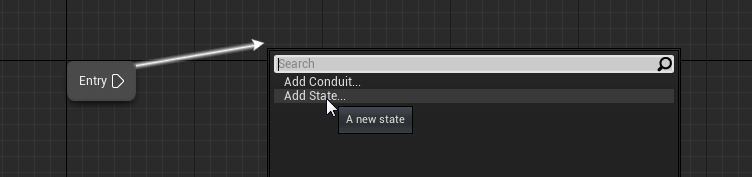 Search
Entry
Add Conduit...
Add State...
A new state